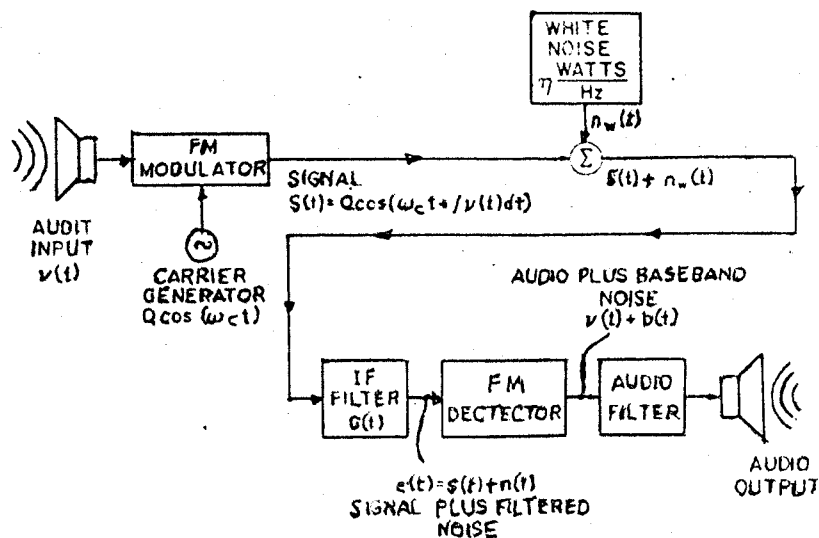 WHITE
NOISE
η WATTS
Hz
n_w(t)
Σ
FM
MODULATOR
SIGNAL
S(t)=Qcos(ω_c t+/ν(t)dt)
s(t)+ n_w(t)
AUDIT
INPUT
ν(t)
CARRIER
GENERATOR
Qcos(ω_c t)
AUDIO PLUS BASEBAND
NOISE
ν(t)+b(t)
IF
FILTER
G(t)
FM
DECTECTOR
AUDIO
FILTER
e(t)=s(t)+n(t)
SIGNAL PLUS FILTERED
NOISE
AUDIO
OUTPUT